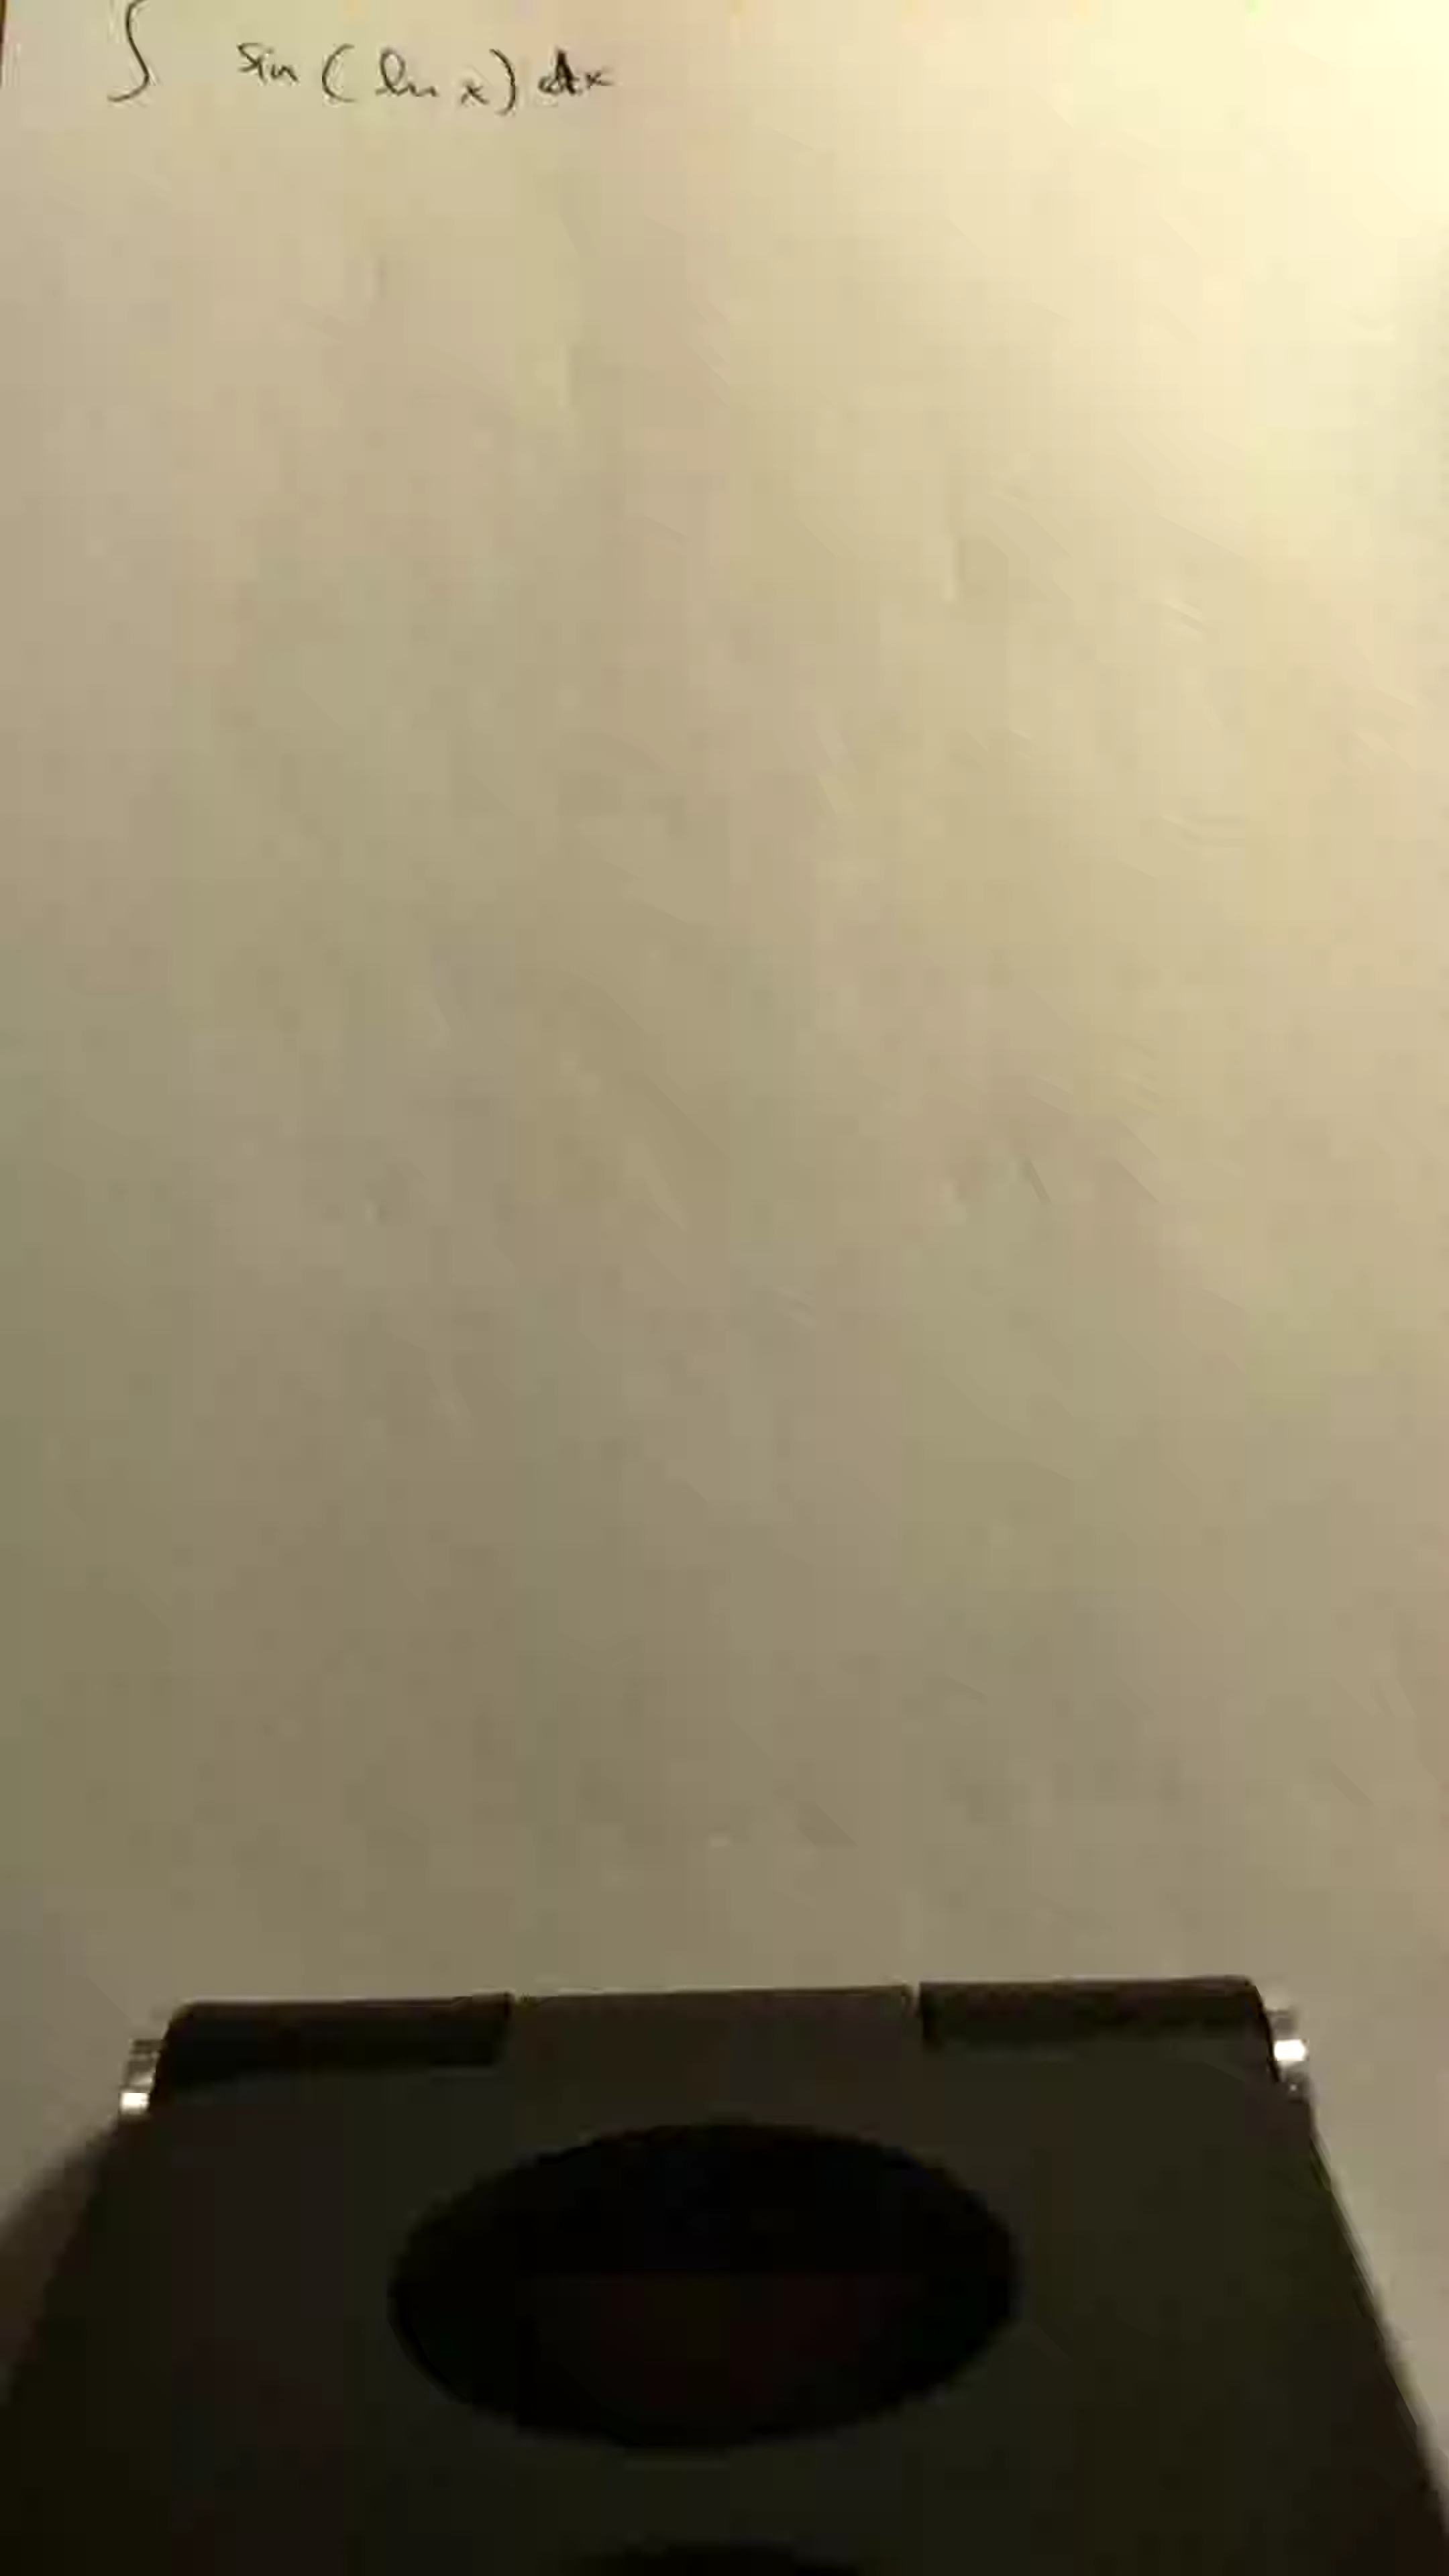 ∫ sin (ln x) dx